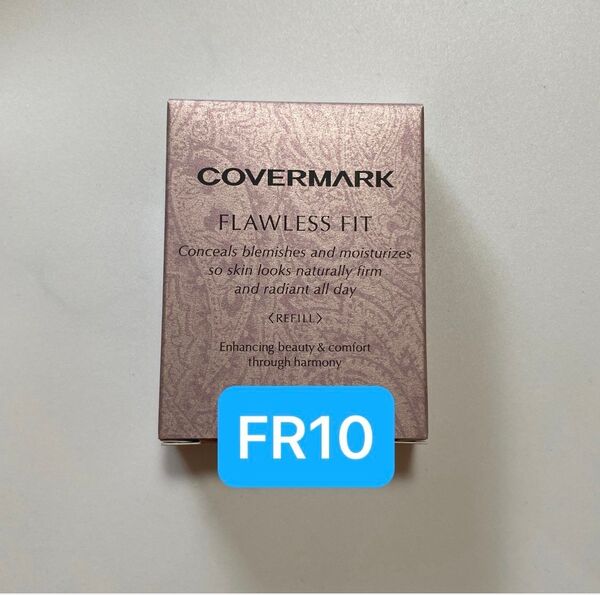 COVERMARK
FLAWLESS FIT
Conceals blemishes and moisturizes
so skin looks naturally firm
and radiant all day
〈REFILL〉
Enhancing beauty & comfort
through harmony
FR10